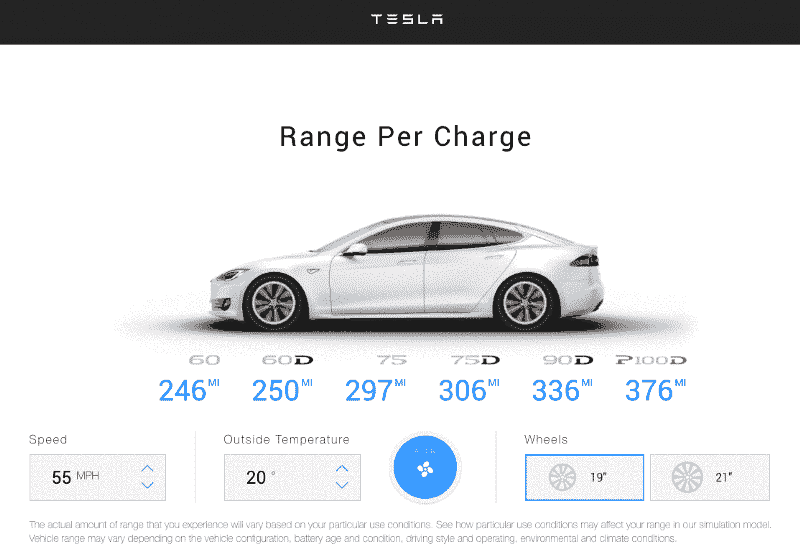 TESLA
Range Per Charge
60 60D 75 75D 90D P100D
246 MI 250 MI 297 MI 306 MI 336 MI 376 MI
Speed Outside Temperature Wheels
55 MPH 20 ° 19" 21"
The actual amount of range that you experience will vary based on your particular use conditions. See how particular use conditions may affect your range in our simulation model.
Vehicle range may vary depending on the vehicle configuration, battery age and condition, driving style and operating, environmental and climate conditions.